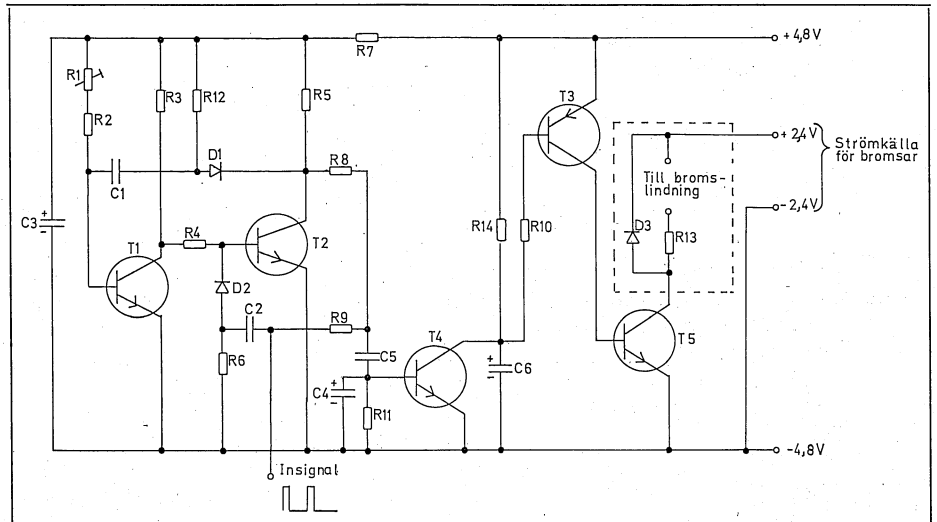 + 4,8V
R7
R1
R3
R12
R5
R2
T3
+ 2,4V
D1
R8
Strömkälla
för bromsar
C1
Till broms-
lindning
- 2,4V
C3
+
-
R14
R10
D3
R13
R4
T1
T2
D2
C2
R9
T4
T5
R6
C5
+
-
C6
C4
+
-
R11
-4,8V
Insignal